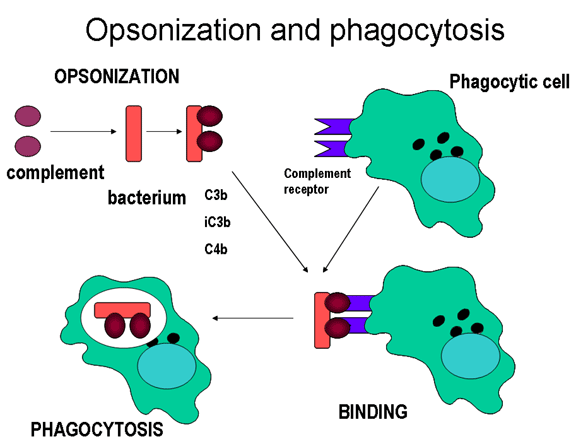 Opsonization and phagocytosis
OPSONIZATION
Phagocytic cell
complement
bacterium
Complement
receptor
C3b
iC3b
C4b
PHAGOCYTOSIS
BINDING